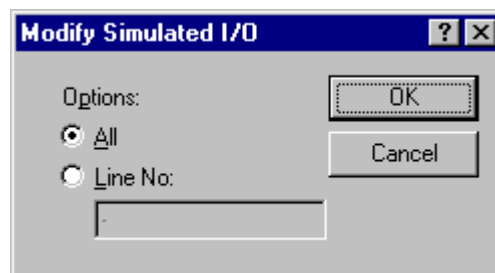 Modify Simulated I/O
Options:
OK
All
Cancel
Line No:
-